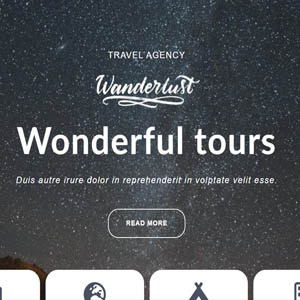 TRAVEL AGENCY
Wanderlust
Wonderful tours
Duis autre irure dolor in reprehenderit in volptate velit esse.
READ MORE